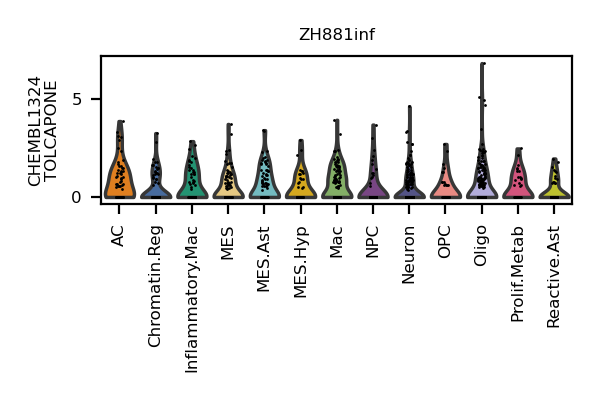 ZH881inf
CHEMBL1324
TOLCAPONE
5
0
AC
Chromatin.Reg
Inflammatory.Mac
MES
MES.Ast
MES.Hyp
Mac
NPC
Neuron
OPC
Oligo
Prolif.Metab
Reactive.Ast